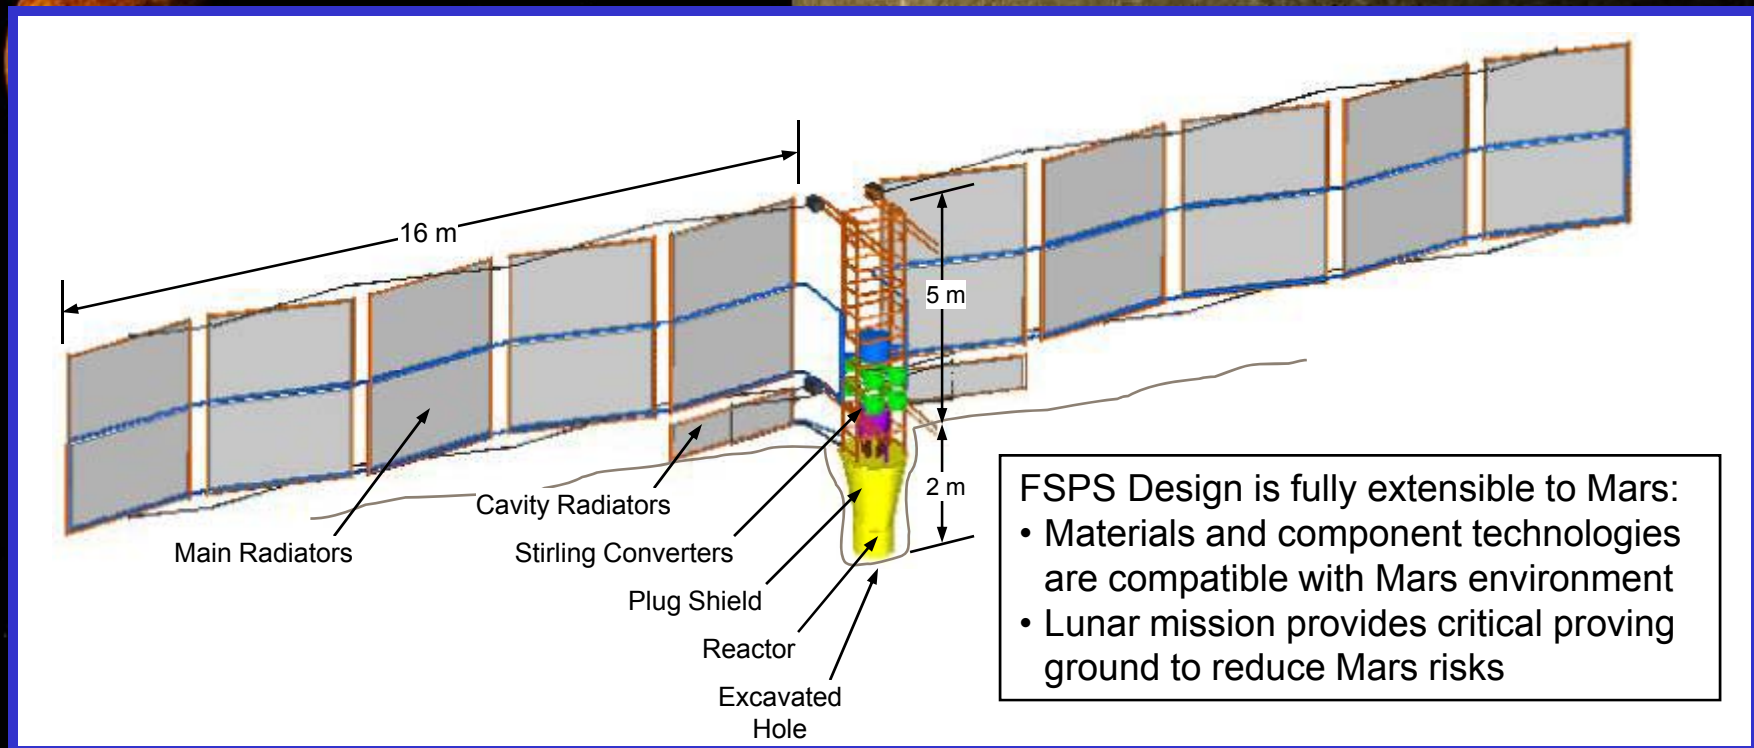 16 m
5 m
2 m
Cavity Radiators
Main Radiators
Stirling Converters
Plug Shield
Reactor
Excavated
Hole
FSPS Design is fully extensible to Mars:
• Materials and component technologies
are compatible with Mars environment
• Lunar mission provides critical proving
ground to reduce Mars risks